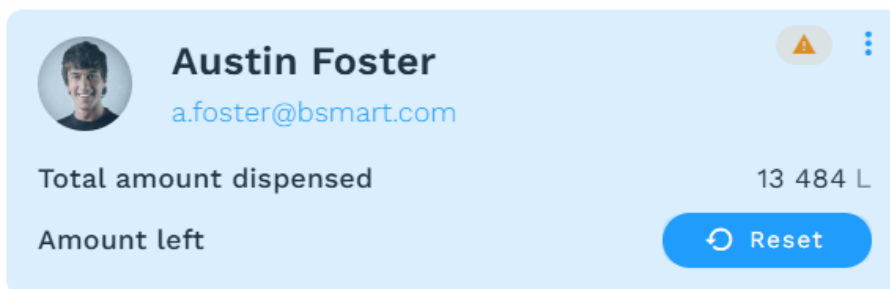 Austin Foster
a.foster@bsmart.com
Total amount dispensed 13 484 L
Amount left Reset